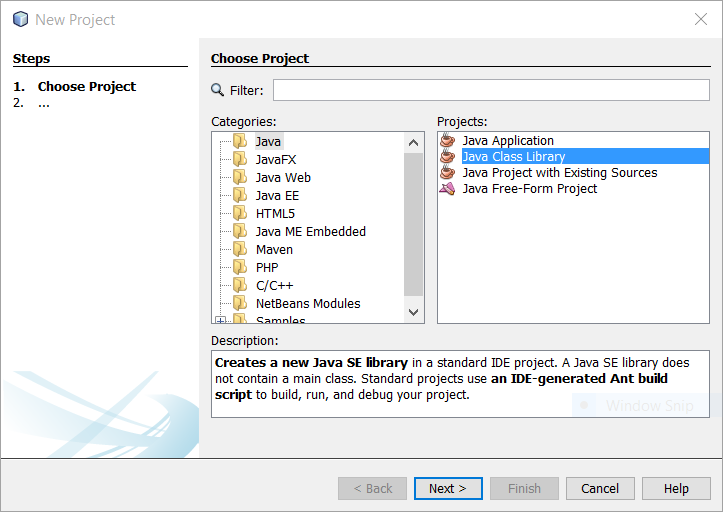 New Project
Steps
1. Choose Project
2. ...
Choose Project
Filter:
Categories:
Java
JavaFX
Java Web
Java EE
HTML5
Java ME Embedded
Maven
PHP
C/C++
NetBeans Modules
Samples
Projects:
Java Application
Java Class Library
Java Project with Existing Sources
Java Free-Form Project
Description:
Creates a new Java SE library in a standard IDE project. A Java SE library does
not contain a main class. Standard projects use an IDE-generated Ant build
script to build, run, and debug your project.
Window Snip
< Back
Next >
Finish
Cancel
Help